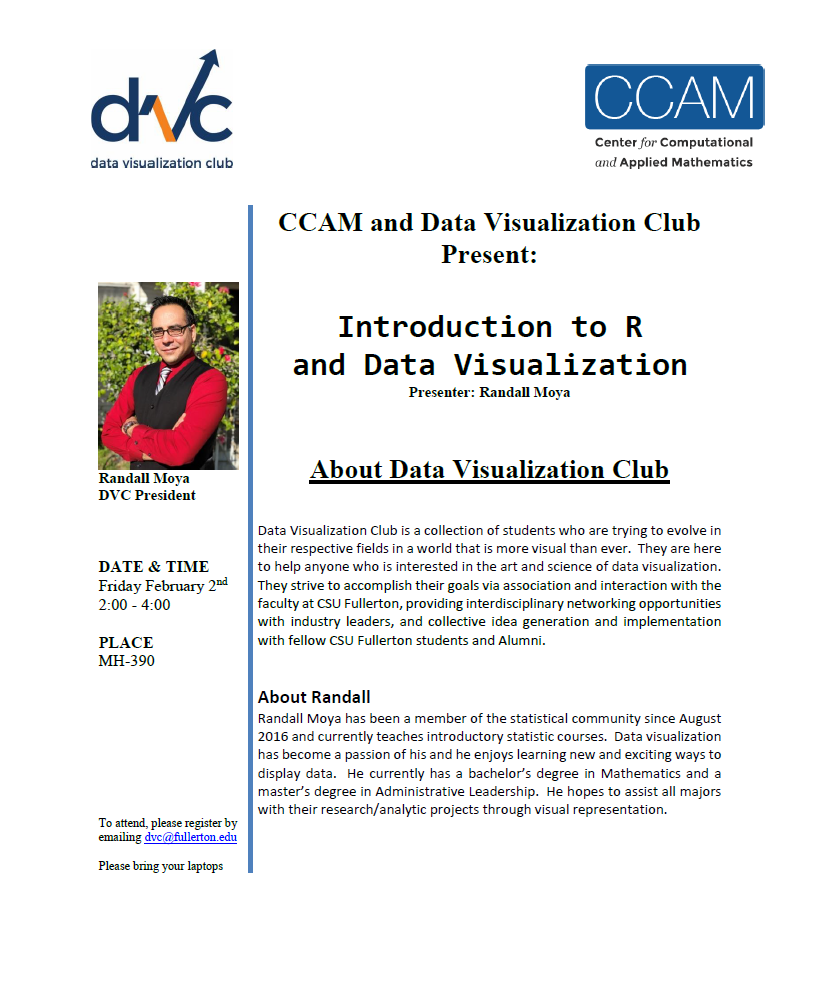 dvc
data visualization club
CCAM
Center for Computational
and Applied Mathematics
CCAM and Data Visualization Club
Present:
Introduction to R
and Data Visualization
Presenter: Randall Moya
Randall Moya
DVC President
DATE & TIME
Friday February 2nd
2:00 - 4:00
PLACE
MH-390
To attend, please register by
emailing dvc@fullerton.edu
Please bring your laptops
About Data Visualization Club
Data Visualization Club is a collection of students who are trying to evolve in
their respective fields in a world that is more visual than ever. They are here
to help anyone who is interested in the art and science of data visualization.
They strive to accomplish their goals via association and interaction with the
faculty at CSU Fullerton, providing interdisciplinary networking opportunities
with industry leaders, and collective idea generation and implementation
with fellow CSU Fullerton students and Alumni.
About Randall
Randall Moya has been a member of the statistical community since August
2016 and currently teaches introductory statistic courses. Data visualization
has become a passion of his and he enjoys learning new and exciting ways to
display data. He currently has a bachelor's degree in Mathematics and a
master's degree in Administrative Leadership. He hopes to assist all majors
with their research/analytic projects through visual representation.